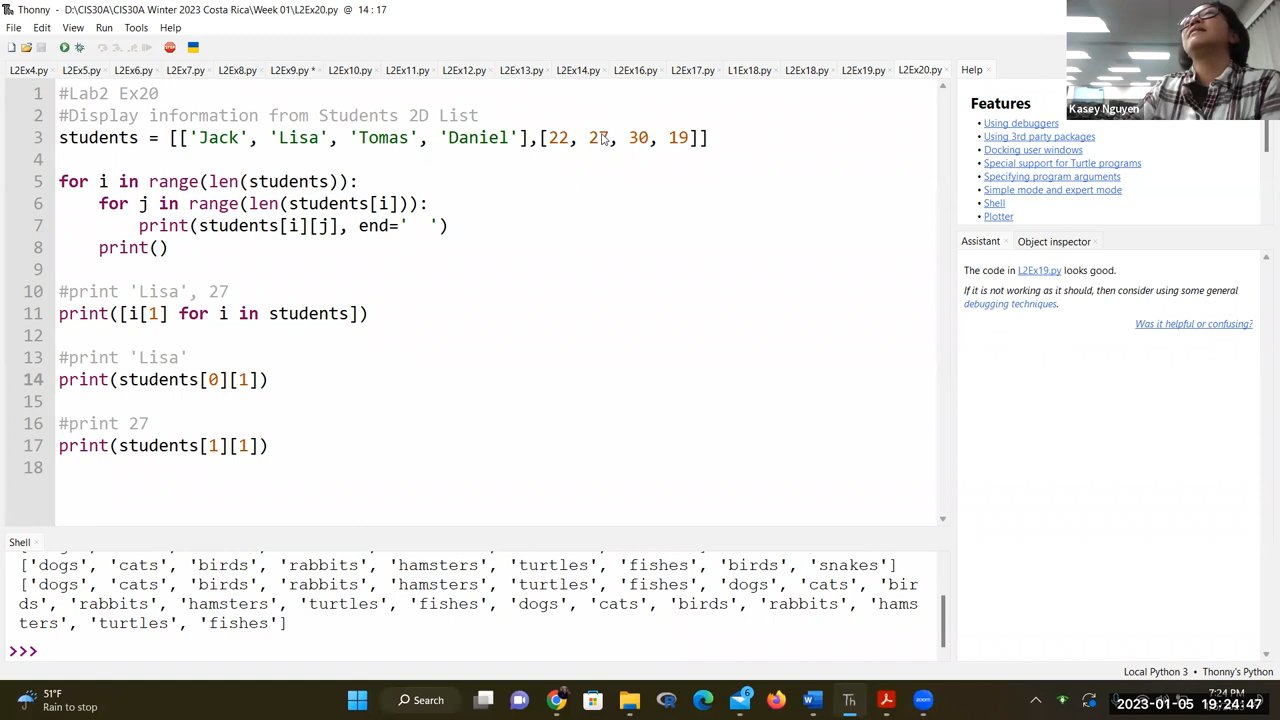 Thonny - D:\CIS30A\CIS30A Winter 2023 Costa Rica\Week 01\L2Ex20.py @ 14 : 17
File Edit View Run Tools Help
L2Ex4.py L2Ex5.py L2Ex6.py L2Ex7.py L2Ex8.py L2Ex9.py * L2Ex10.py L2Ex11.py L2Ex12.py L2Ex13.py L2Ex14.py L2Ex16.py L2Ex17.py L1Ex18.py L2Ex18.py L2Ex19.py L2Ex20.py
1 #Lab2 Ex20
2 #Display information from Students 2D List
3 students = [['Jack', 'Lisa', 'Tomas', 'Daniel'],[22, 27, 30, 19]]
4
5 for i in range(len(students)):
6 for j in range(len(students[i])):
7 print(students[i][j], end='   ')
8 print()
9
10 #print 'Lisa', 27
11 print([i[1] for i in students])
12
13 #print 'Lisa'
14 print(students[0][1])
15
16 #print 27
17 print(students[1][1])
18
Shell
['dogs', 'cats', 'birds', 'rabbits', 'hamsters', 'turtles', 'fishes', 'birds', 'snakes']
['dogs', 'cats', 'birds', 'rabbits', 'hamsters', 'turtles', 'fishes', 'dogs', 'cats', 'bir
ds', 'rabbits', 'hamsters', 'turtles', 'fishes', 'dogs', 'cats', 'birds', 'rabbits', 'hams
ters', 'turtles', 'fishes']
>>>
Help
Features
• Using debuggers
• Using 3rd party packages
• Docking user windows
• Special support for Turtle programs
• Specifying program arguments
• Simple mode and expert mode
• Shell
• Plotter
Assistant Object inspector
The code in L2Ex19.py looks good.
If it is not working as it should, then consider using some general
debugging techniques.
Was it helpful or confusing?
Kasey Nguyen
Local Python 3 • Thonny's Python
51°F
Rain to stop
Search
6
7:24 PM
2023-01-05 19:24:47